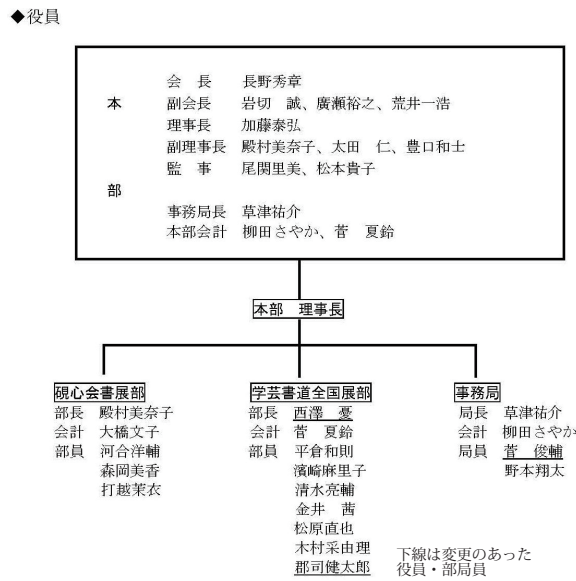 ◆役員
会　長　長野秀章
本　副会長　岩切　誠、廣瀬裕之、荒井一浩
理事長　加藤泰弘
副理事長　殿村美奈子、太田　仁、豊口和士
監　事　尾関里美、松本貴子
部
事務局長　草津祐介
本部会計　柳田さやか、菅　夏鈴
本部　理事長
硯心会書展部
部長　殿村美奈子
会計　大橋文子
部員　河合洋輔
森岡美香
打越茉衣
学芸書道全国展部
部長　西澤　憂
会計　菅　夏鈴
部員　平倉和則
濱崎麻里子
清水亮輔
金井　茜
松原直也
木村采由理
郡司健太郎
事務局
局長　草津祐介
会計　柳田さやか
局員　菅　俊輔
野本翔太
下線は変更のあった
役員・部局員